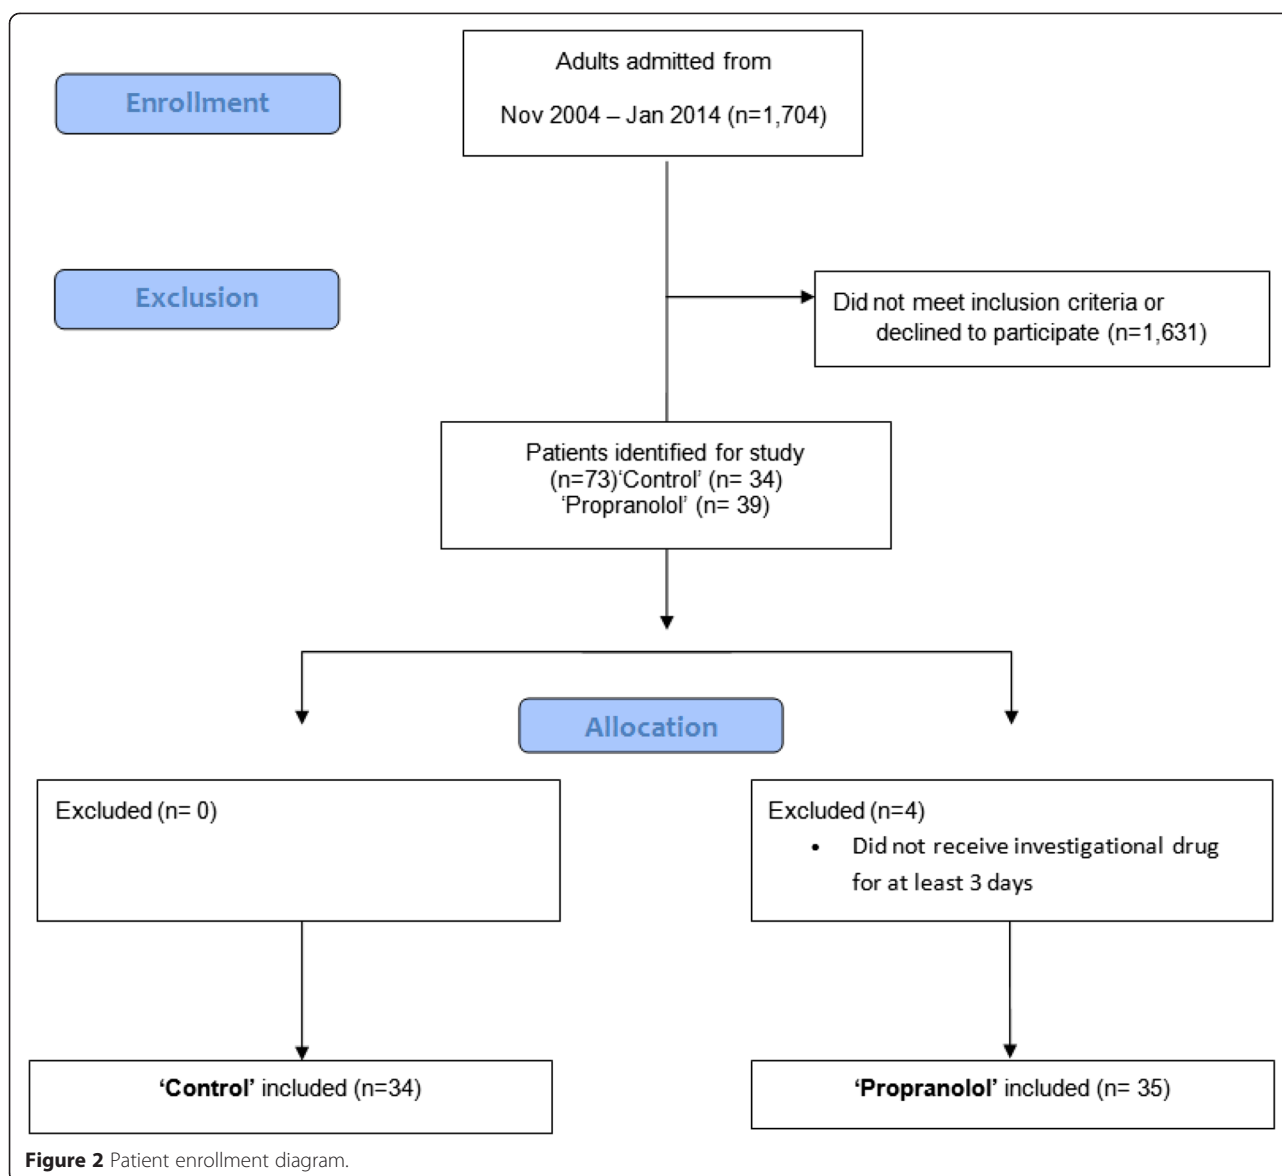 Enrollment
Adults admitted from
Nov 2004 – Jan 2014 (n=1,704)
Exclusion
Did not meet inclusion criteria or
declined to participate (n=1,631)
Patients identified for study
(n=73)‘Control’ (n= 34)
‘Propranolol’ (n= 39)
Allocation
Excluded (n= 0)
Excluded (n=4)
• Did not receive investigational drug
for at least 3 days
‘Control’ included (n=34)
‘Propranolol’ included (n= 35)
Figure 2 Patient enrollment diagram.